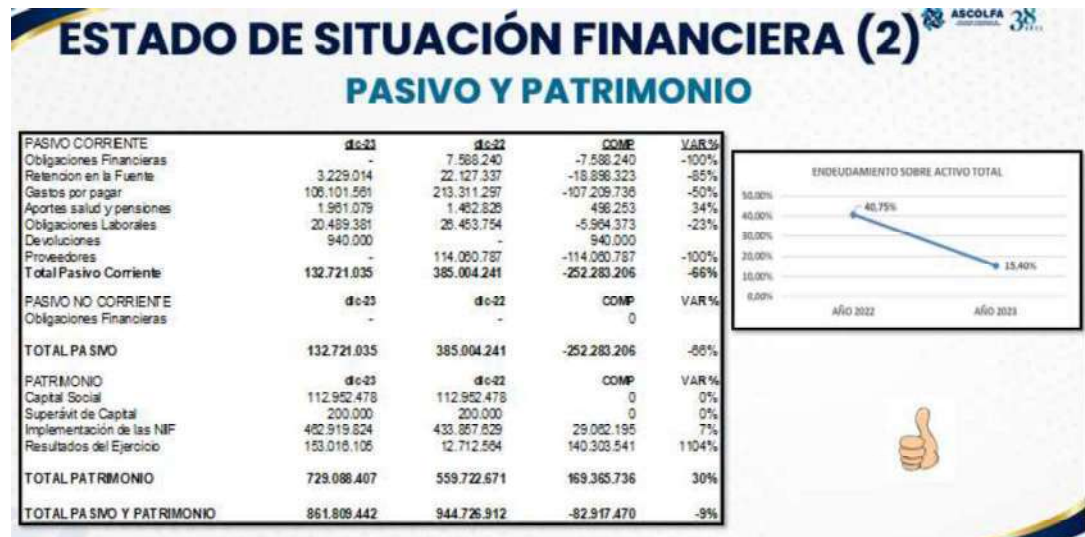 ESTADO DE SITUACIÓN FINANCIERA (2)
ASCOLFA 38
PASIVO Y PATRIMONIO
PASIVO CORRIENTE dic-23 dic-22 COMP VAR%
Obligaciones Financieras - 7.588.240 -7.588.240 -100%
Retencion en la Fuente 3.229.014 22.127.337 -18.898.323 -85%
Gastos por pagar 106.101.561 213.311.297 -107.209.736 -50%
Aportes salud y pensiones 1.961.079 1.462.826 498.253 34%
Obligaciones Laborales 20.489.381 26.453.754 -5.964.373 -23%
Devoluciones 940.000 - 940.000
Proveedores - 114.060.787 -114.060.787 -100%
Total Pasivo Corriente 132.721.035 385.004.241 -252.283.206 -66%
PASIVO NO CORRIENTE dic-23 dic-22 COMP VAR%
Obligaciones Financieras - - 0
TOTAL PASIVO 132.721.035 385.004.241 -252.283.206 -66%
PATRIMONIO dic-23 dic-22 COMP VAR%
Capital Social 112.952.478 112.952.478 0 0%
Superávit de Capital 200.000 200.000 0 0%
Implementación de las NIIF 462.919.824 433.857.629 29.062.195 7%
Resultados del Ejercicio 153.016.105 12.712.564 140.303.541 1104%
TOTAL PATRIMONIO 729.088.407 559.722.671 169.365.736 30%
TOTAL PASIVO Y PATRIMONIO 861.809.442 944.726.912 -82.917.470 -9%
ENDEUDAMIENTO SOBRE ACTIVO TOTAL
50,00%
40,00%
30,00%
20,00%
10,00%
0,00%
40,75%
15,40%
AÑO 2022 AÑO 2023